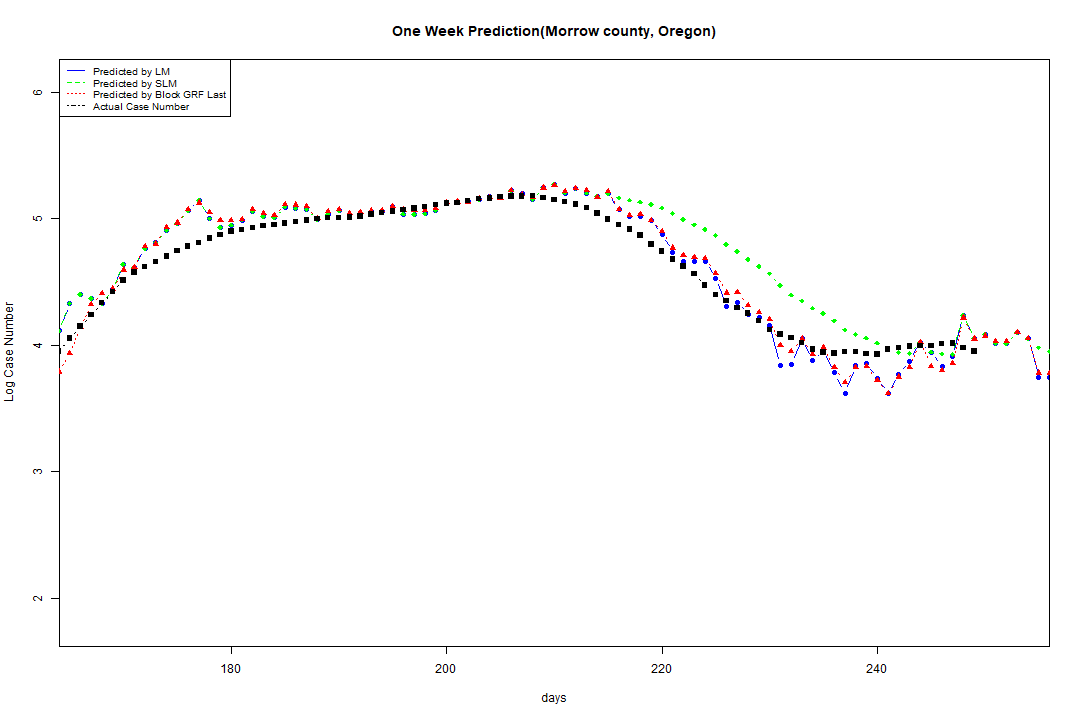 One Week Prediction(Morrow county, Oregon)
Predicted by LM
Predicted by SLM
Predicted by Block GRF Last
Actual Case Number
6
5
4
3
2
Log Case Number
180
200
220
240
days